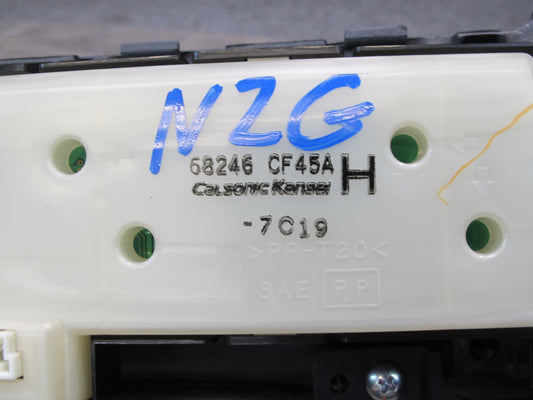 NZG
68246 CF45A H
Calsonic Kansei
-7C19
>PP-T20<
SAE PP